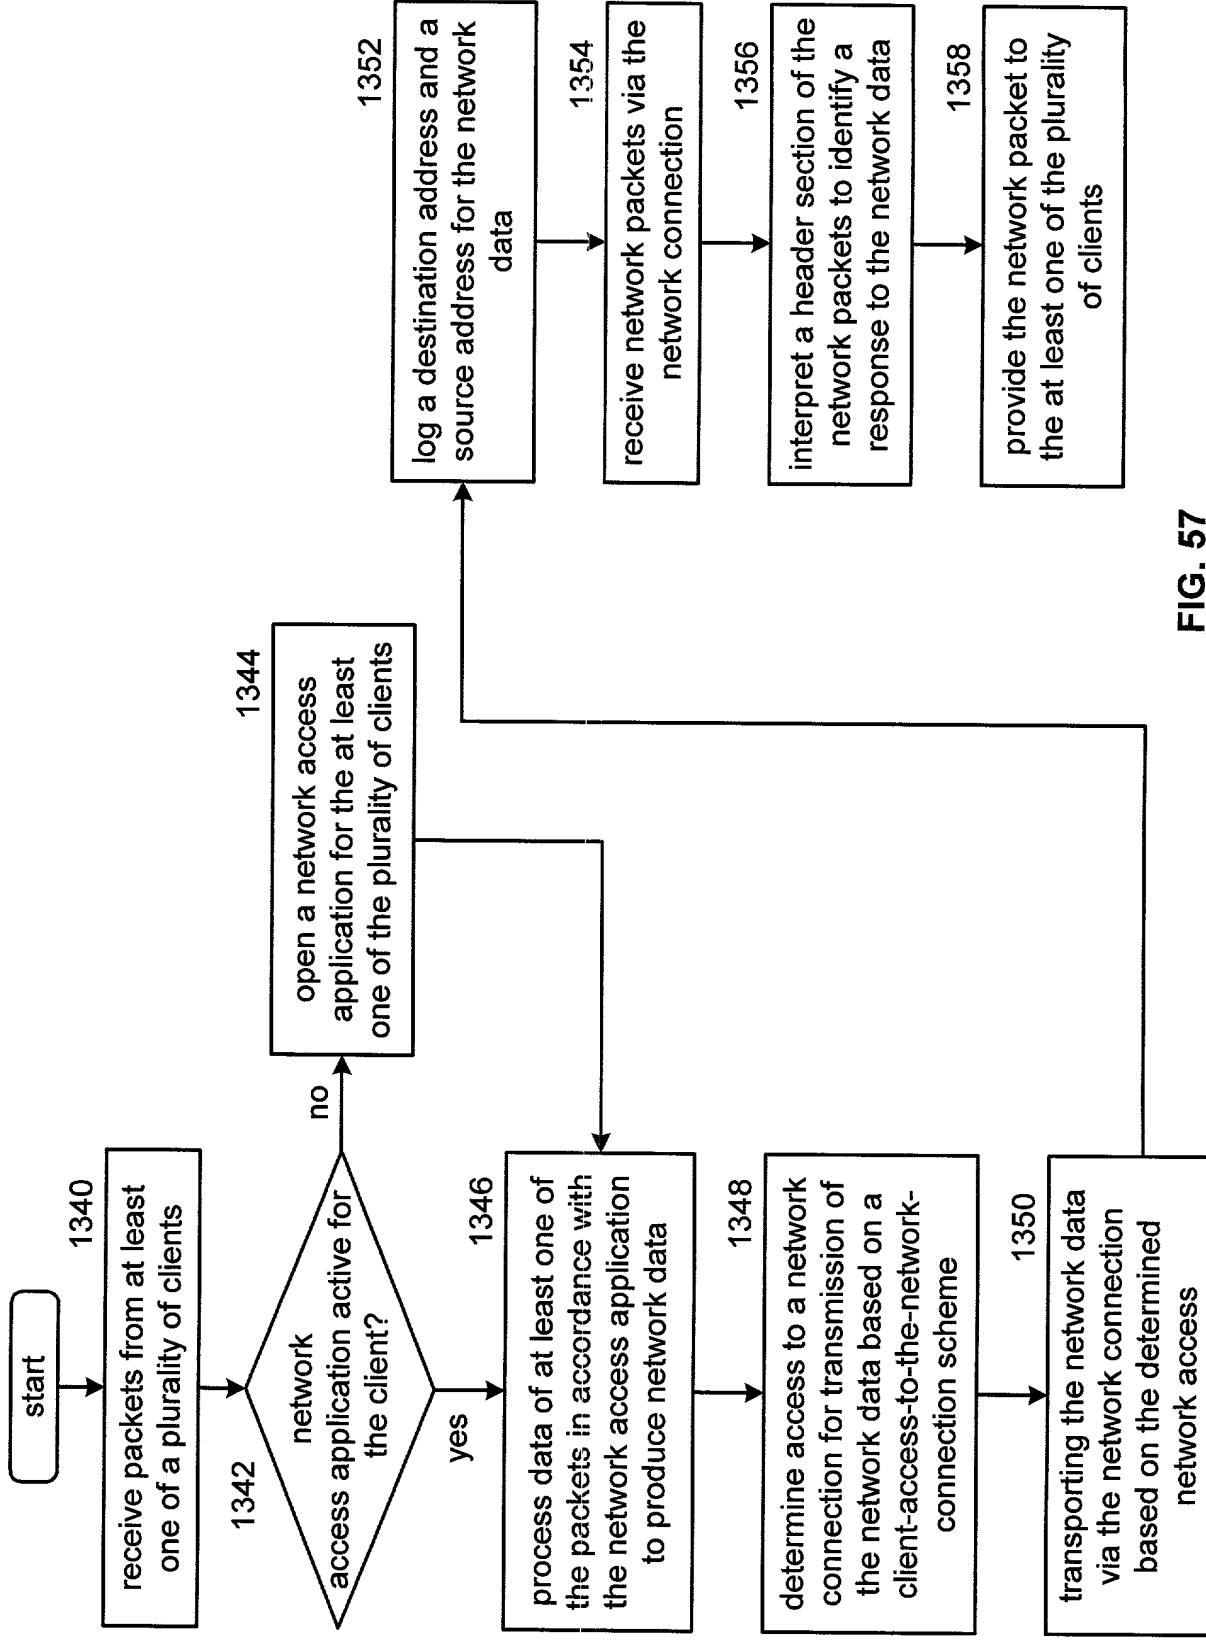 start
1340
receive packets from at least
one of a plurality of clients
1342
network
access application active for
the client?
no
yes
1344
open a network access
application for the at least
one of the plurality of clients
1346
process data of at least one of
the packets in accordance with
the network access application
to produce network data
1348
determine access to a network
connection for transmission of
the network data based on a
client-access-to-the-network-
connection scheme
1350
transporting the network data
via the network connection
based on the determined
network access
1352
log a destination address and a
source address for the network
data
1354
receive network packets via the
network connection
1356
interpret a header section of the
network packets to identify a
response to the network data
1358
provide the network packet to
the at least one of the plurality
of clients
FIG. 57